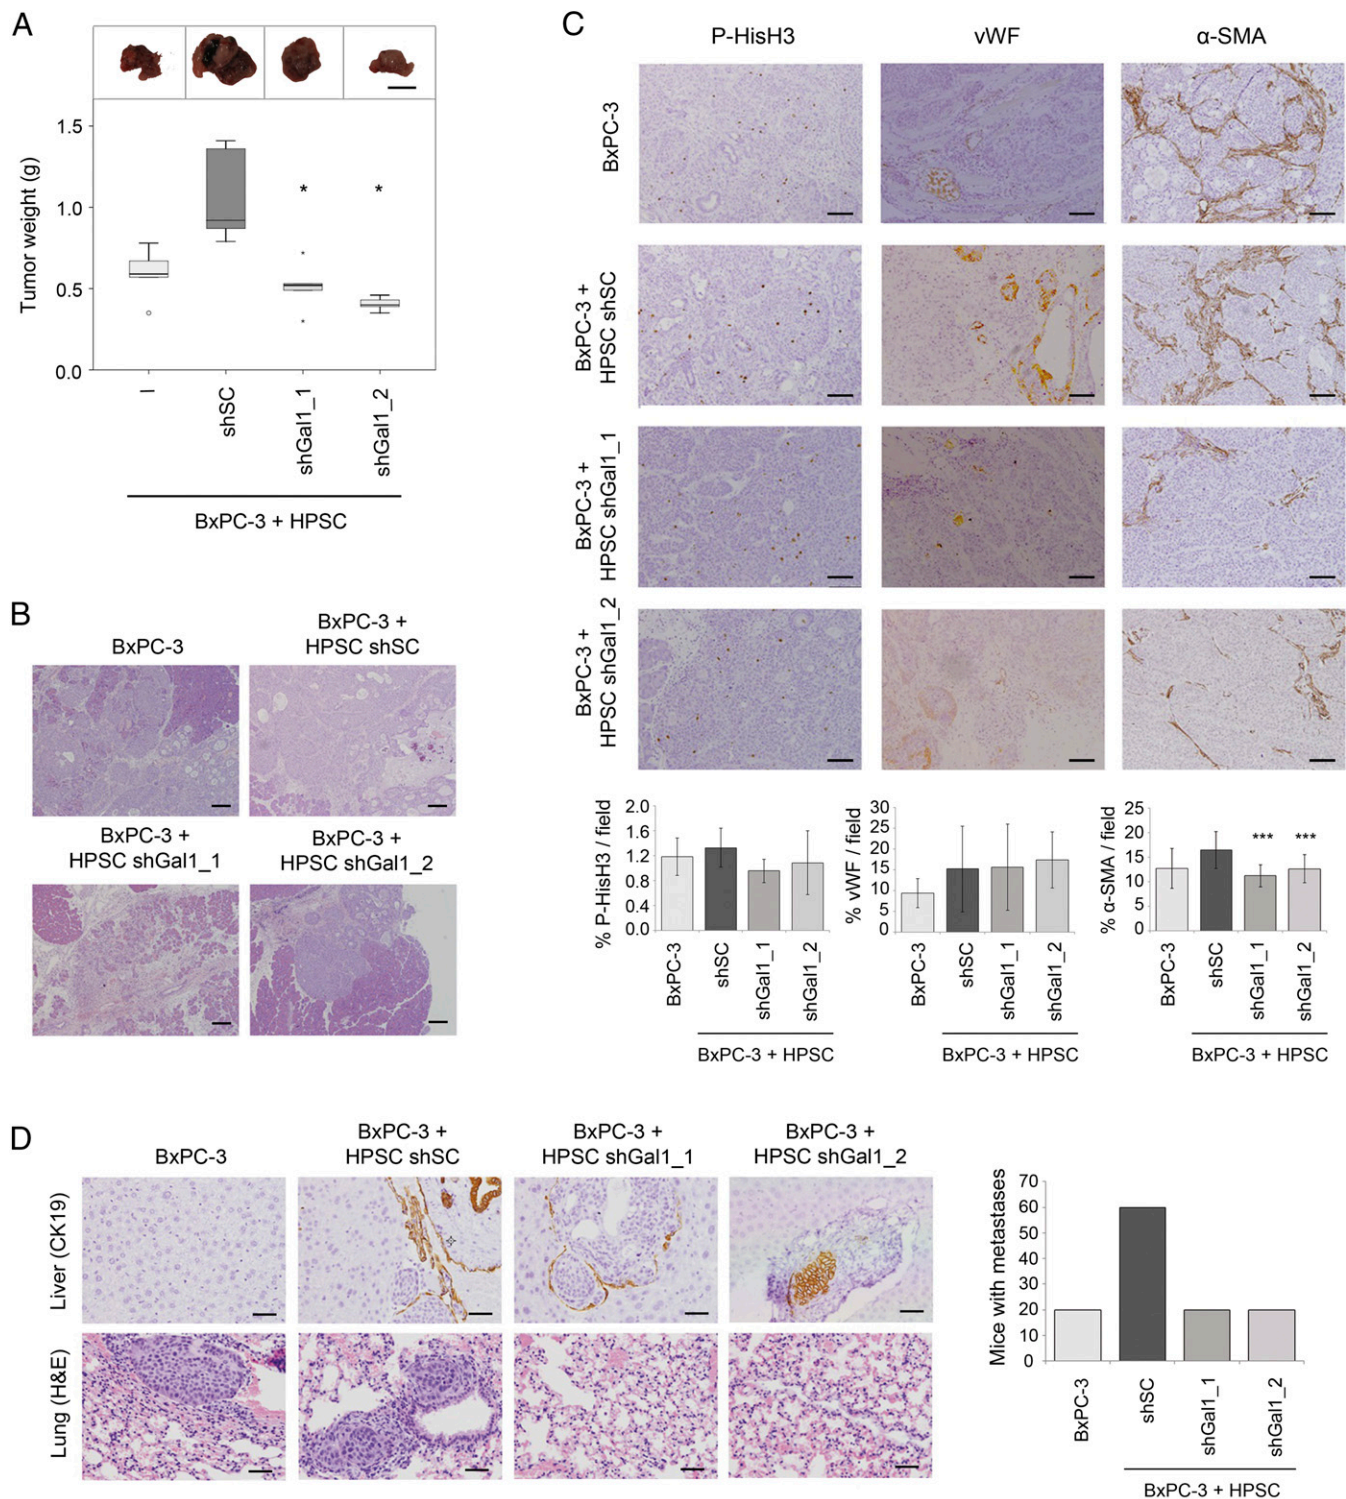 A
Tumor weight (g)
1.5
1.0
0.5
0.0
*
*
–
shSC
shGal1_1
shGal1_2
BxPC-3 + HPSC
B
BxPC-3
BxPC-3 +
HPSC shSC
BxPC-3 +
HPSC shGal1_1
BxPC-3 +
HPSC shGal1_2
C
P-HisH3
vWF
α-SMA
BxPC-3
BxPC-3 +
HPSC shSC
BxPC-3 +
HPSC shGal1_1
BxPC-3 +
HPSC shGal1_2
% P-HisH3 / field
2.0
1.6
1.2
0.8
0.4
0.0
BxPC-3
shSC
shGal1_1
shGal1_2
BxPC-3 + HPSC
% vWF / field
30
25
20
15
10
5
0
BxPC-3
shSC
shGal1_1
shGal1_2
BxPC-3 + HPSC
% α-SMA / field
25
20
15
10
5
0
***
***
BxPC-3
shSC
shGal1_1
shGal1_2
BxPC-3 + HPSC
D
BxPC-3
BxPC-3 +
HPSC shSC
BxPC-3 +
HPSC shGal1_1
BxPC-3 +
HPSC shGal1_2
Liver (CK19)
Lung (H&E)
Mice with metastases
70
60
50
40
30
20
10
0
BxPC-3
shSC
shGal1_1
shGal1_2
BxPC-3 + HPSC